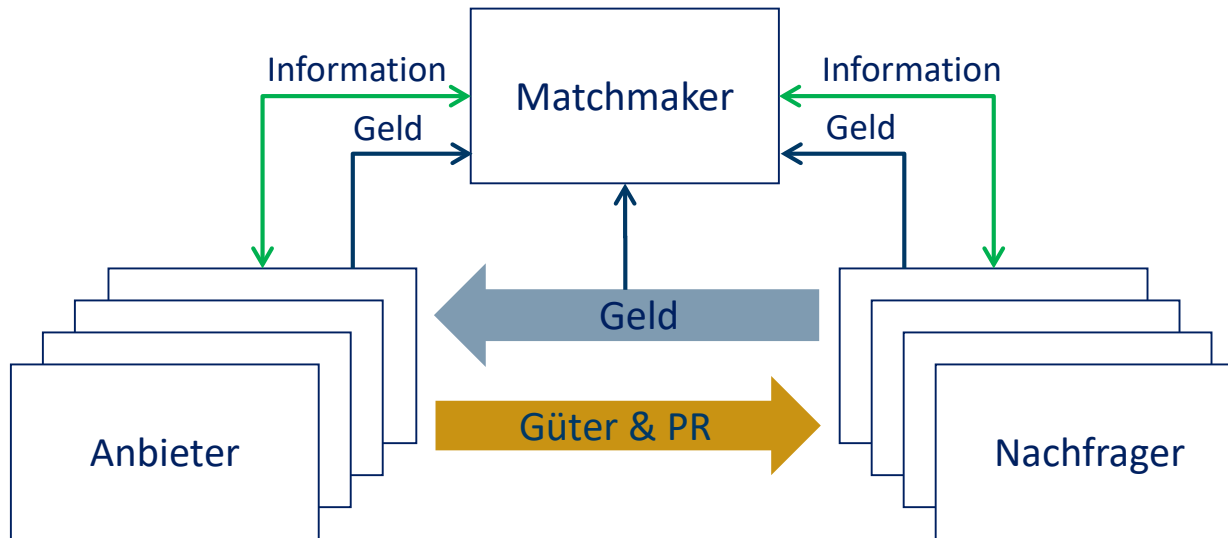 Information
Information
Matchmaker
Geld
Geld
Geld
Güter & PR
Anbieter
Nachfrager